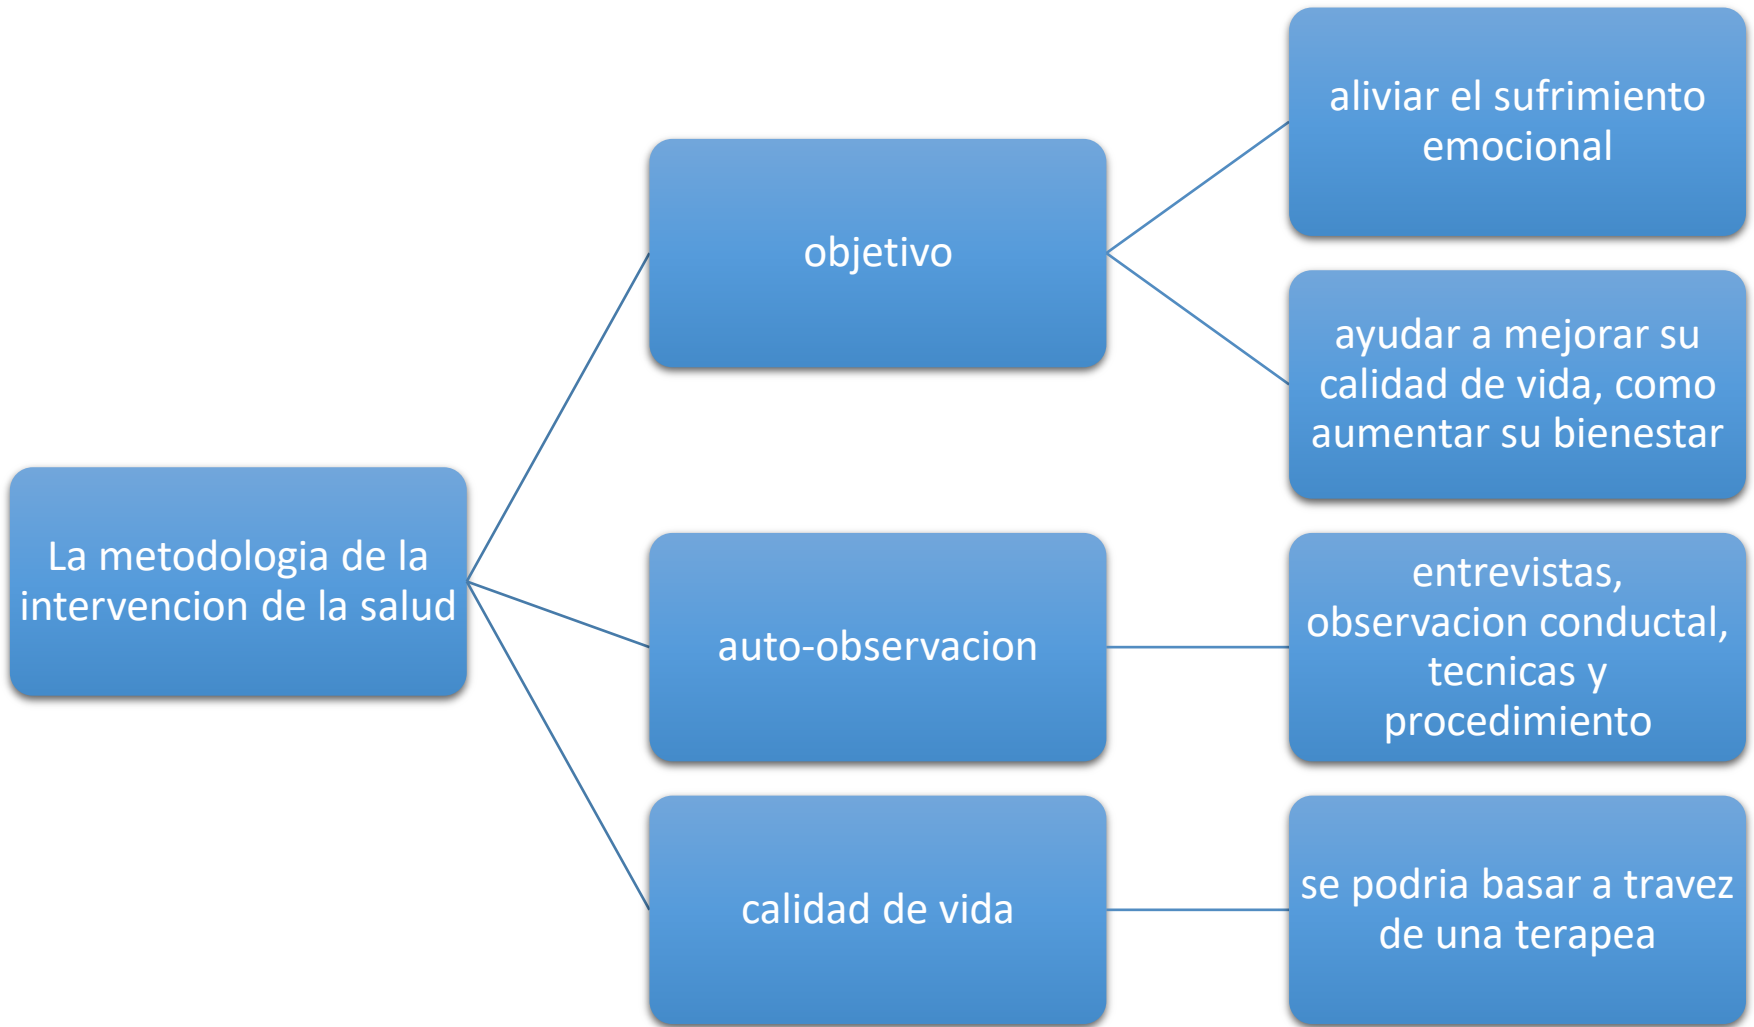 La metodologia de la
intervencion de la salud
objetivo
aliviar el sufrimiento
emocional
ayudar a mejorar su
calidad de vida, como
aumentar su bienestar
auto-observacion
entrevistas,
observacion conductal,
tecnicas y
procedimiento
calidad de vida
se podria basar a travez
de una terapea